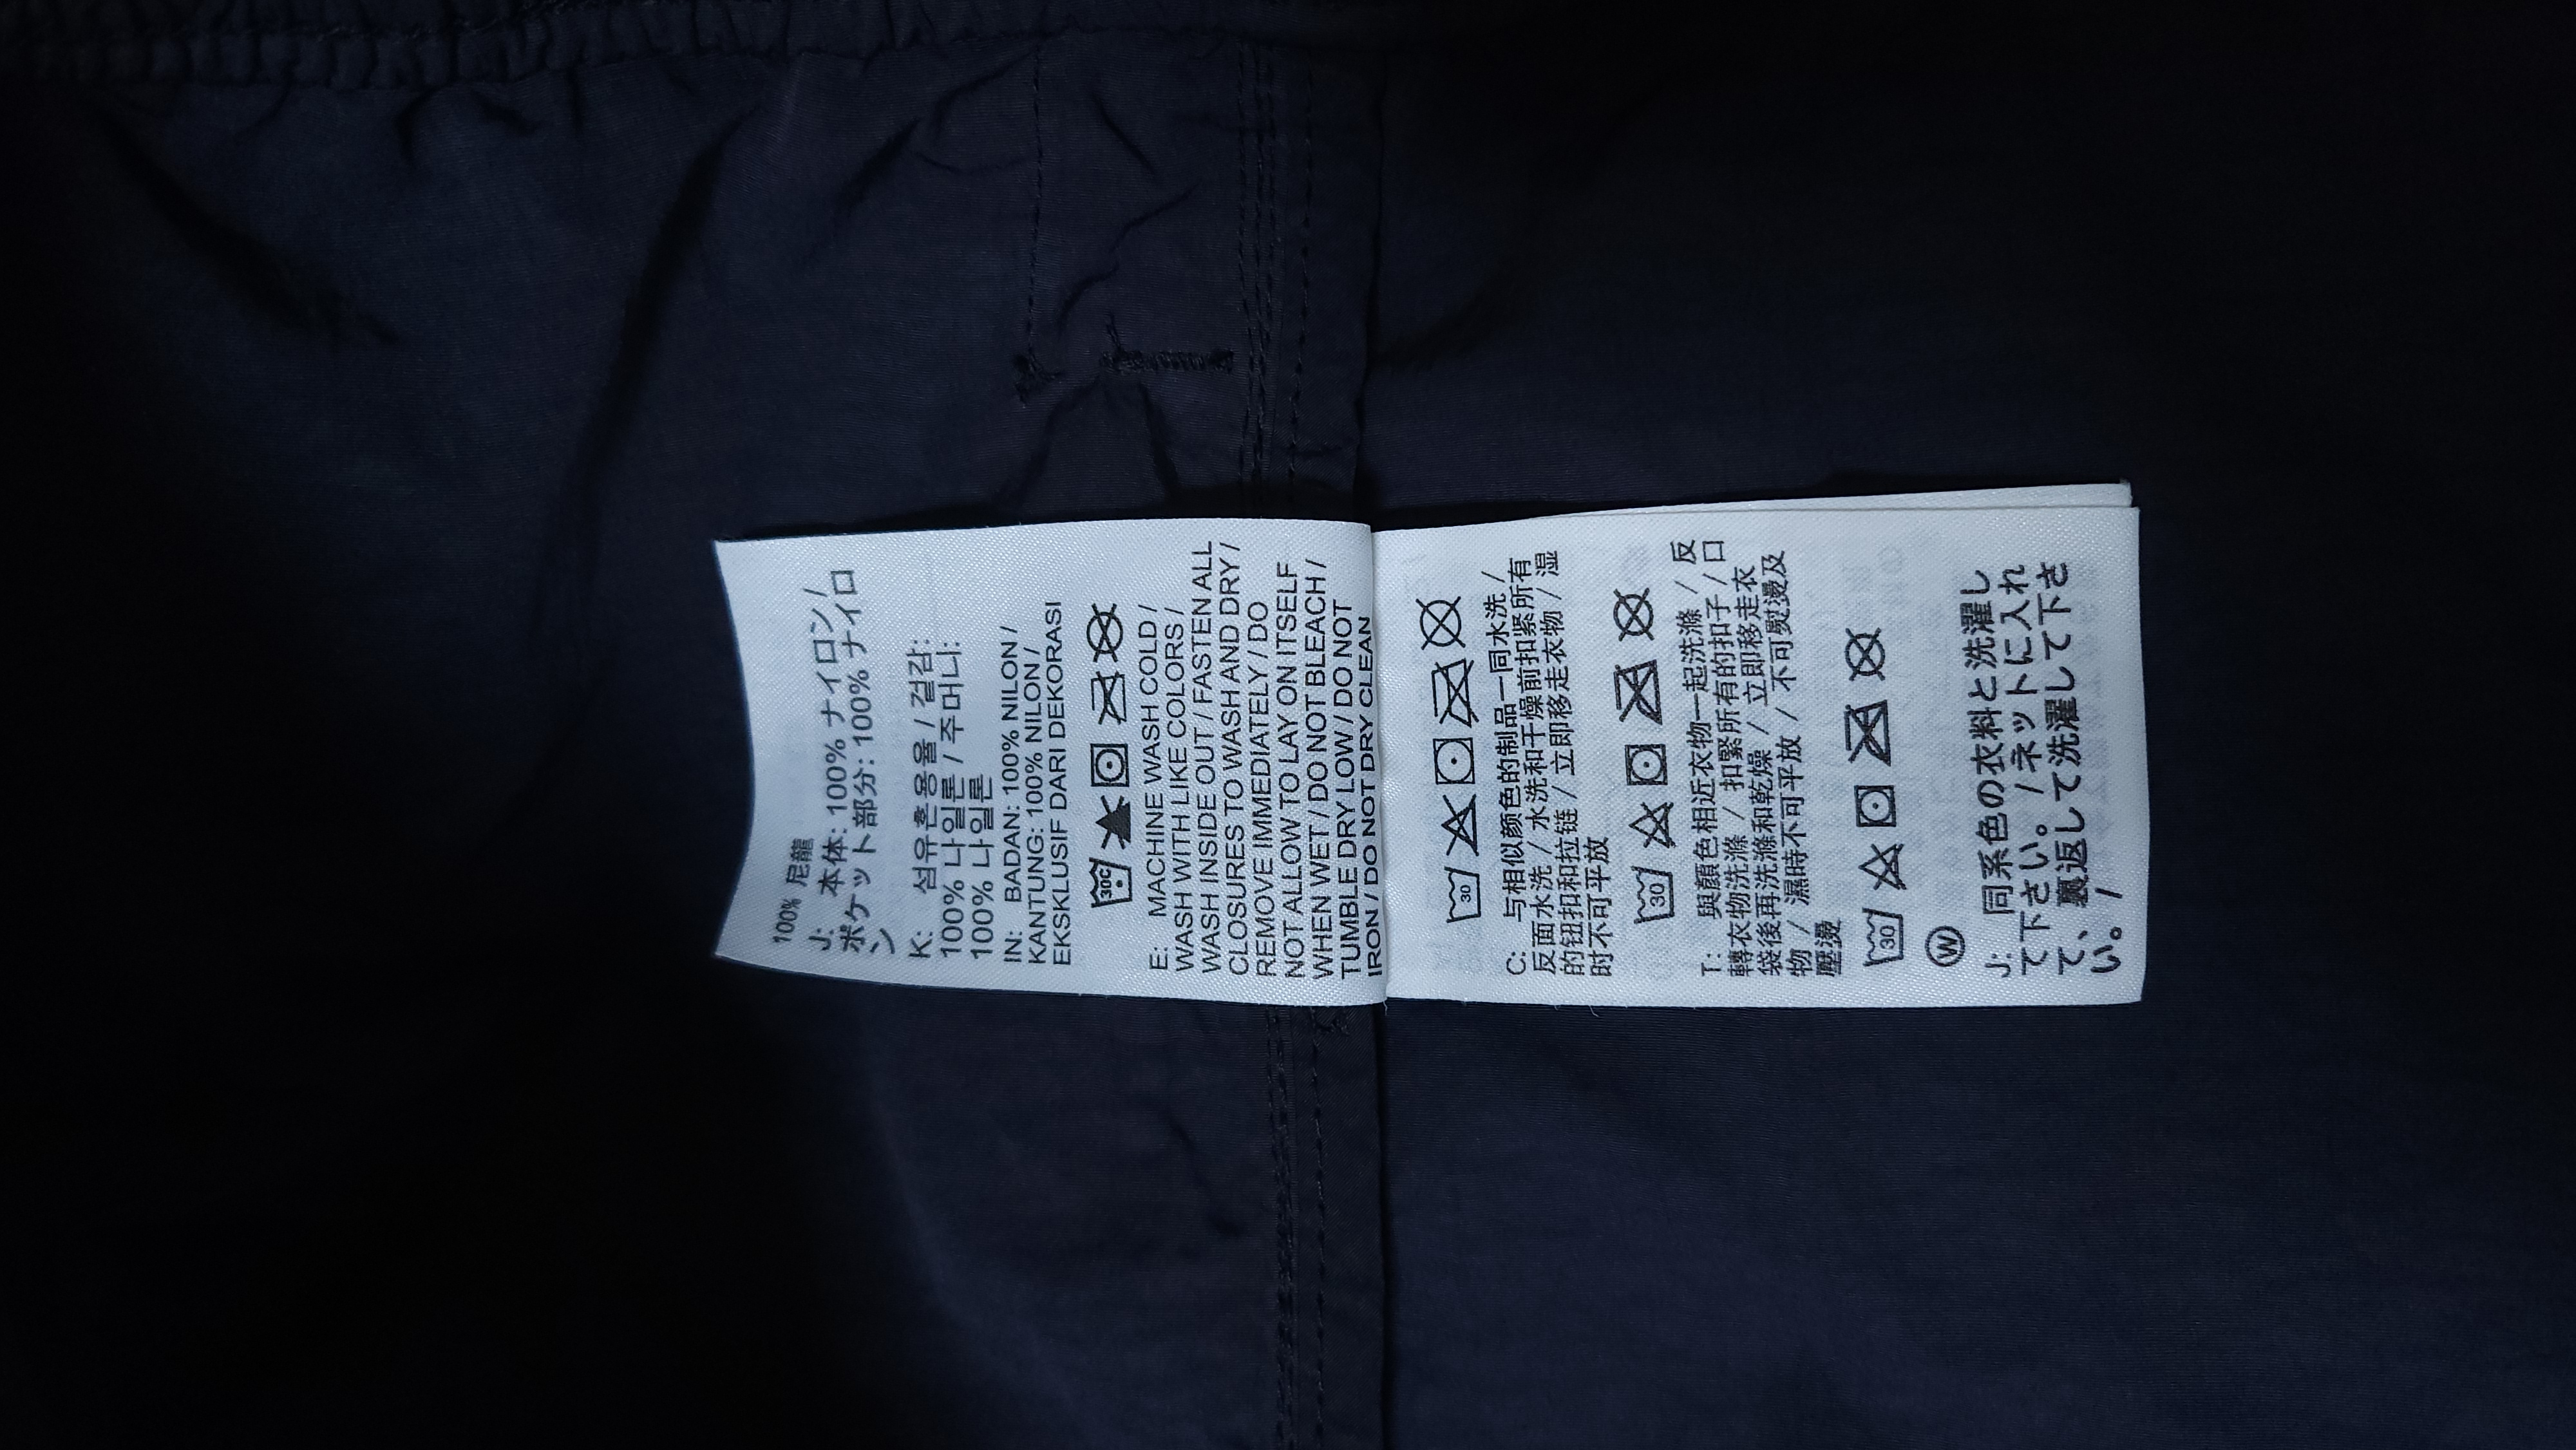 100% 尼龍
J: 本体: 100% ナイロン /
ポケット部分: 100% ナイロ
ン
K: 섬유혼용율 / 겉감:
100% 나일론 / 주머니:
100% 나일론
IN: BADAN: 100% NILON /
KANTUNG: 100% NILON /
EKSKLUSIF DARI DEKORASI
30C
E: MACHINE WASH COLD /
WASH WITH LIKE COLORS /
WASH INSIDE OUT / FASTEN ALL
CLOSURES TO WASH AND DRY /
REMOVE IMMEDIATELY / DO
NOT ALLOW TO LAY ON ITSELF
WHEN WET / DO NOT BLEACH /
TUMBLE DRY LOW / DO NOT
IRON / DO NOT DRY CLEAN
30
C: 与相似颜色的制品一同水洗 /
反面水洗 / 水洗和干燥前扣紧所有
的钮扣和拉链 / 立即移走衣物 / 湿
时不可平放
30
T: 與顏色相近衣物一起洗滌 / 反
轉衣物洗滌 / 扣緊所有的扣子 / 口
袋後再洗滌和乾燥 / 立即移走衣
物 / 濕時不可平放 / 不可熨燙及
壓燙
30
W
J: 同系色の衣料と洗濯し
て下さい。/ ネットに入れ
て、裏返しして洗濯して下さ
い。/